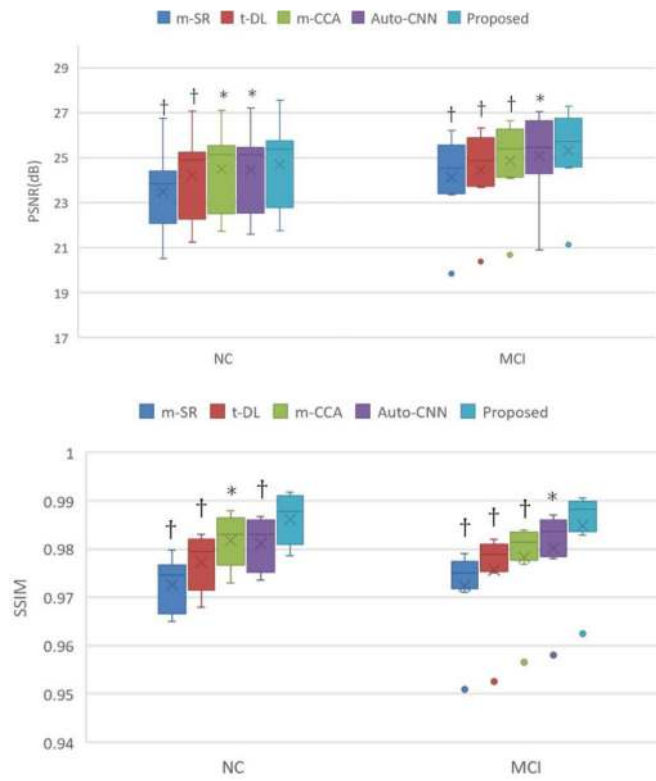 m-SR t-DL m-CCA Auto-CNN Proposed
29
27
25
23
21
19
17
PSNR(dB)
† † * *
† † † *
NC MCI
m-SR t-DL m-CCA Auto-CNN Proposed
1
0.99
0.98
0.97
0.96
0.95
0.94
SSIM
† † * †
† † † *
NC MCI